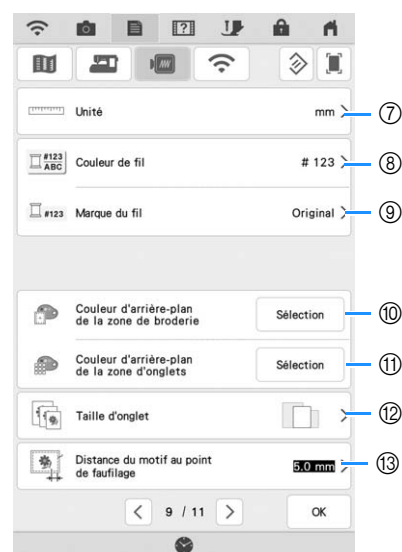 Unité mm > ⑦
#123
ABC
Couleur de fil # 123 > ⑧
#123 Marque du fil Original > ⑨
Couleur d'arrière-plan
de la zone de broderie
Sélection ⑩
Couleur d'arrière-plan
de la zone d'onglets
Sélection ⑪
Taille d'onglet > ⑫
Distance du motif au point
de faufilage
5.0 mm > ⑬
< 9 / 11 > OK